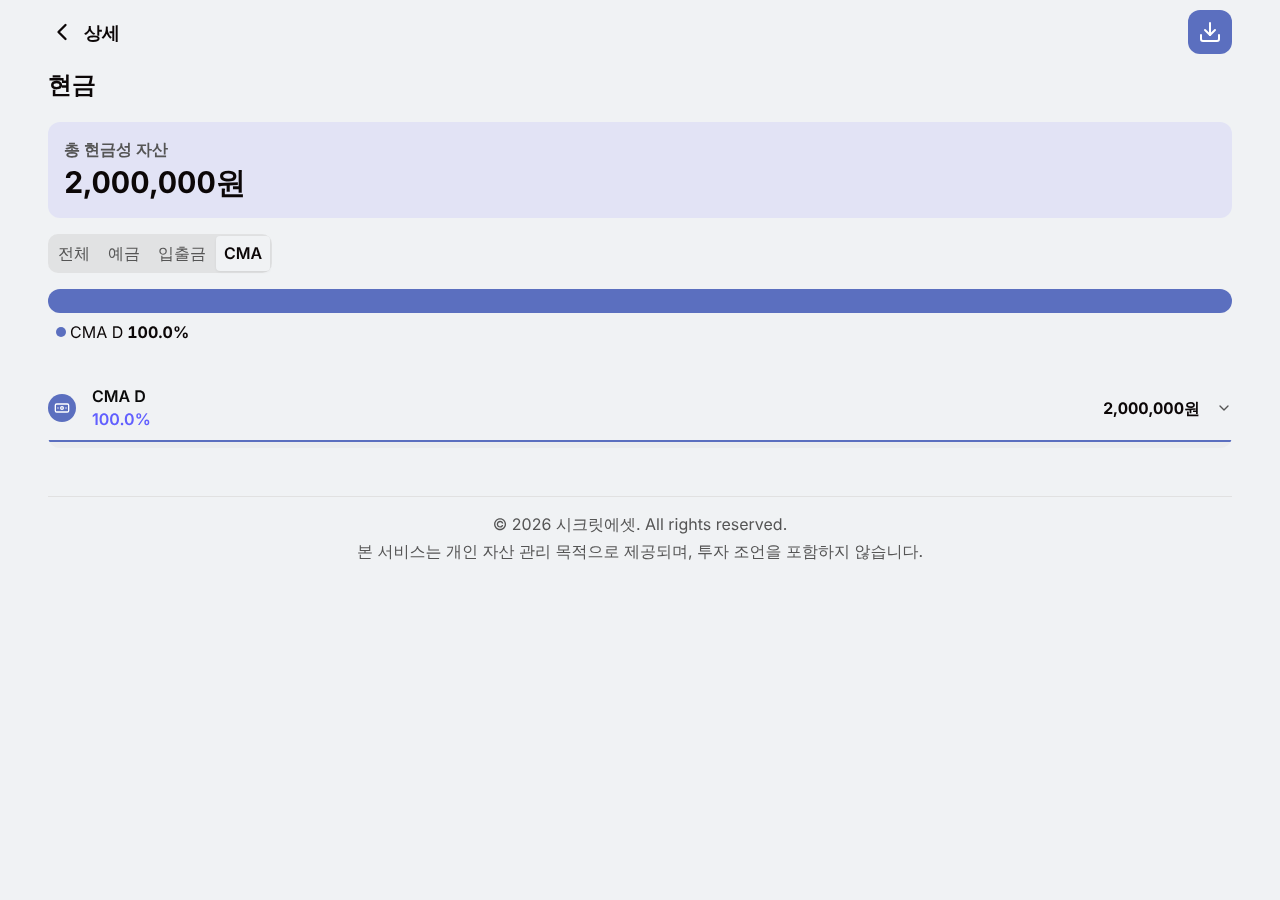 상세
현금
총 현금성 자산
2,000,000원
전체 예금 입출금 CMA
CMA D 100.0%
CMA D
100.0%
2,000,000원
© 2026 시크릿에셋. All rights reserved.
본 서비스는 개인 자산 관리 목적으로 제공되며, 투자 조언을 포함하지 않습니다.